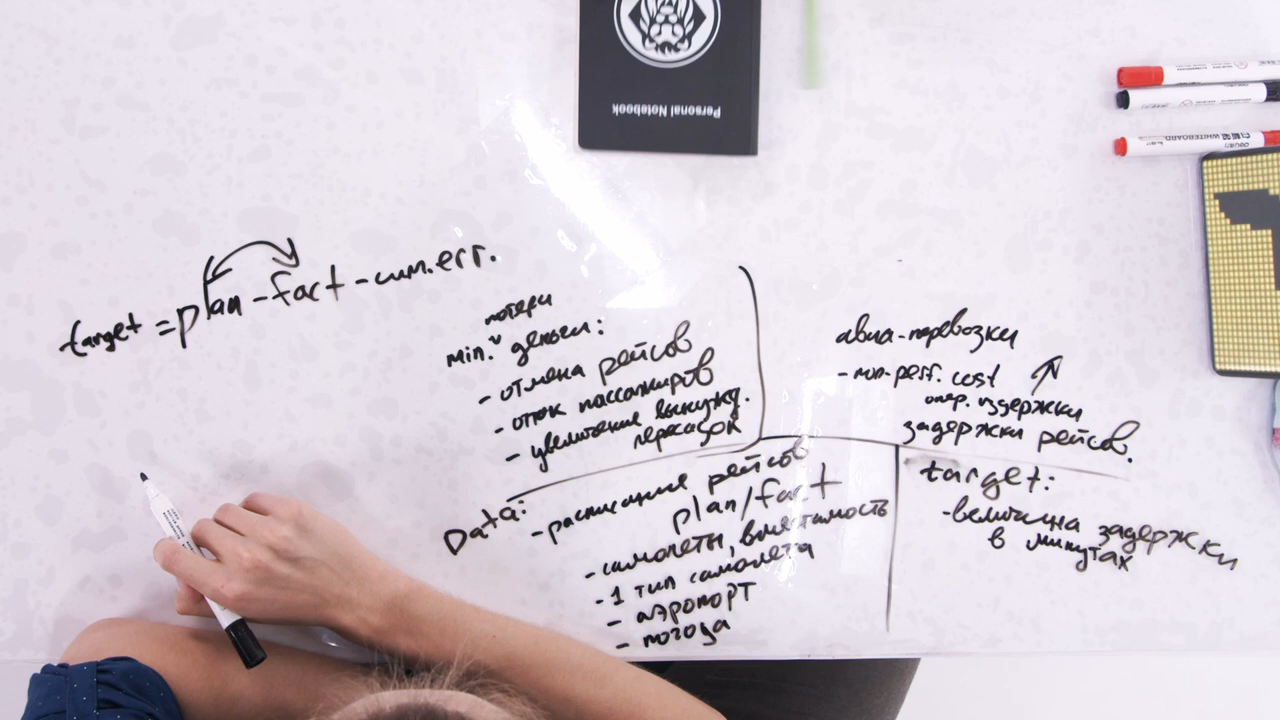 Personal Notebook
target = plan - fact - cum.err.
потери
min. денег:
- отмена рейсов
- отток пассажиров
- увеличение вынужд.
пересадок
авиа-перевозки
- non-perf. cost ↑
опер. издержки
задержки рейсов.
Data:
- расписание рейсов
plan/fact
- самолеты, вместимость
- 1 тип самолета
- аэропорт
- погода
target:
- величина задержки
в минутах
WHITEBOARD